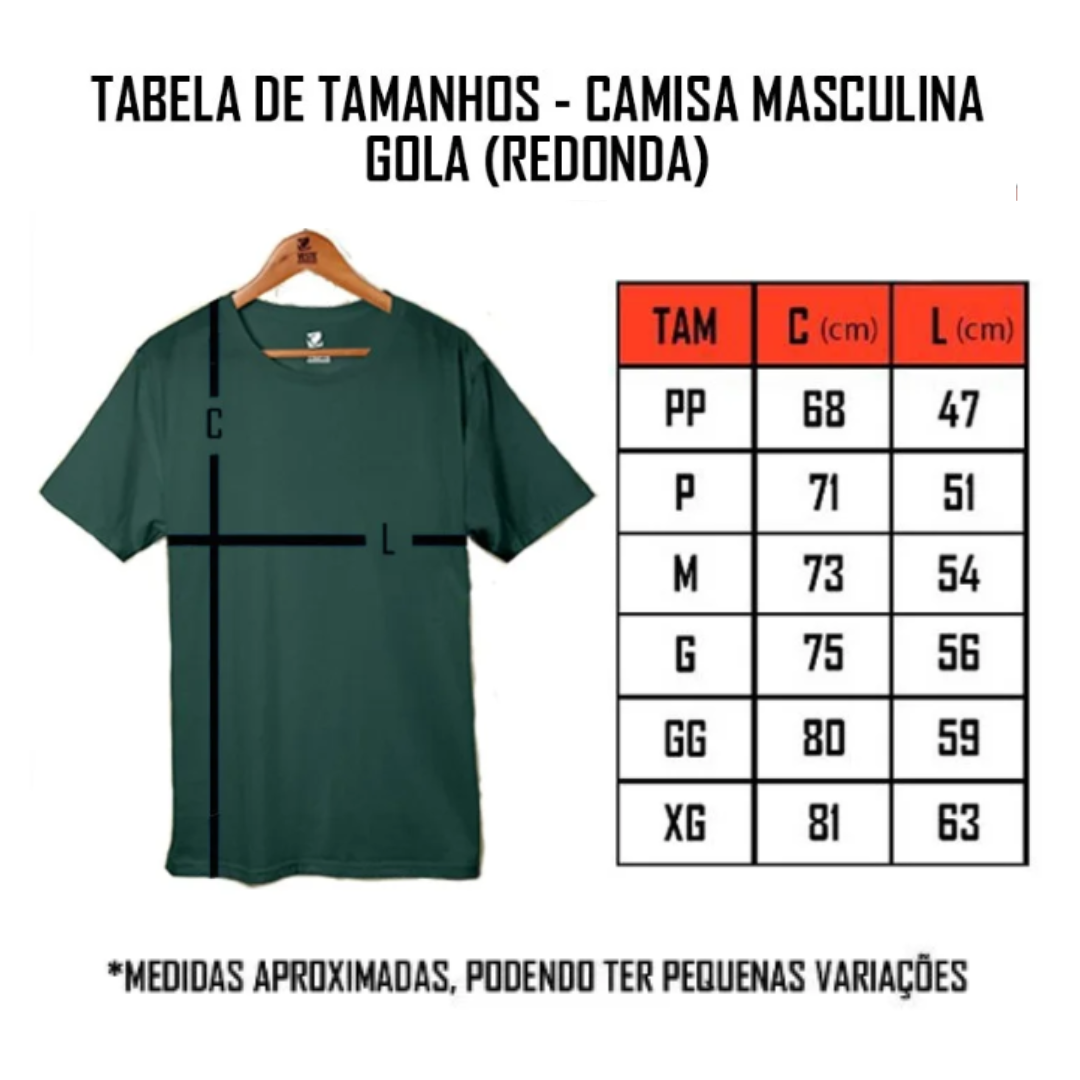 TABELA DE TAMANHOS - CAMISA MASCULINA
GOLA (REDONDA)
C
L
TAM C (cm) L (cm)
PP 68 47
P 71 51
M 73 54
G 75 56
GG 80 59
XG 81 63
*MEDIDAS APROXIMADAS, PODENDO TER PEQUENAS VARIAÇÕES